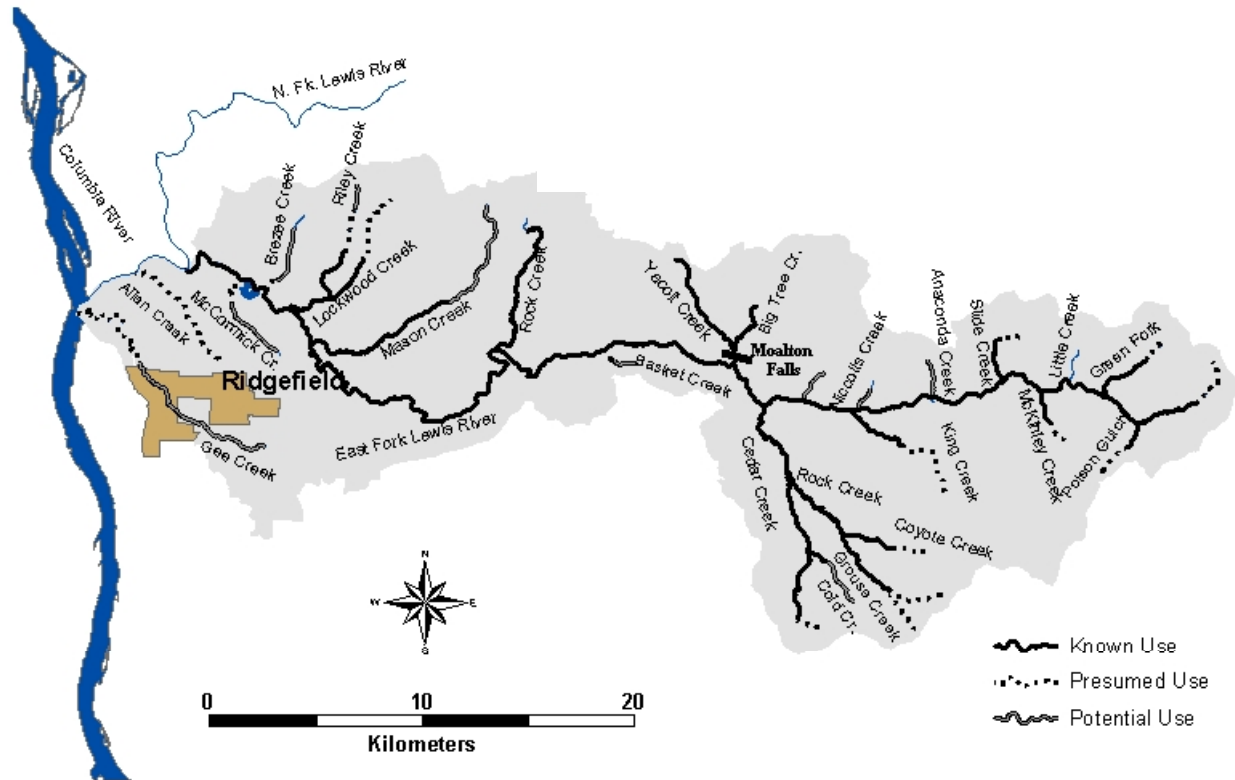 N. Fk. Lewis River
Columbia River
Brezee Creek
Riley Creek
Lockwood Creek
Allen Creek
McCormick Cr.
Mason Creek
Rock Creek
Ridgefield
Gee Creek
East Fork Lewis River
Yacolt Creek
Big Tree Cr.
Moalton
Falls
Basket Creek
Niccolls Creek
Anaconda Creek
Slide Creek
Little Creek
Green Fork
King Creek
McKinley Creek
Poison Gulch
Cedar Creek
Rock Creek
Coyote Creek
Grouse Creek
Cold Cr.
N
W
E
S
0 10 20
Kilometers
Known Use
Presumed Use
Potential Use